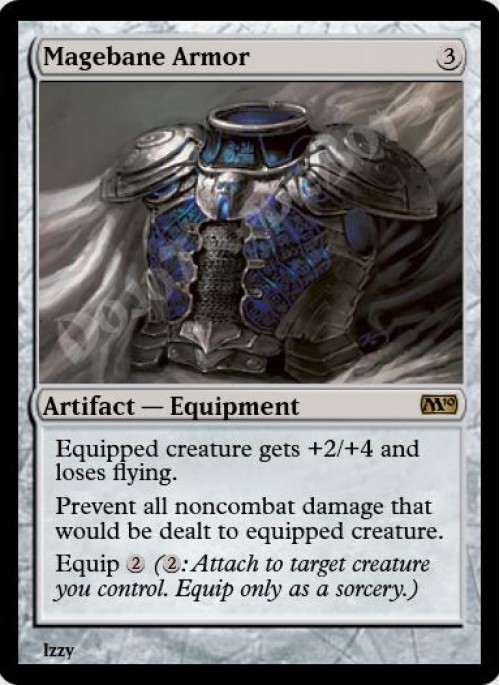 Magebane Armor 3
Artifact — Equipment M10
Equipped creature gets +2/+4 and
loses flying.
Prevent all noncombat damage that
would be dealt to equipped creature.
Equip 2 (2: Attach to target creature
you control. Equip only as a sorcery.)
Izzy